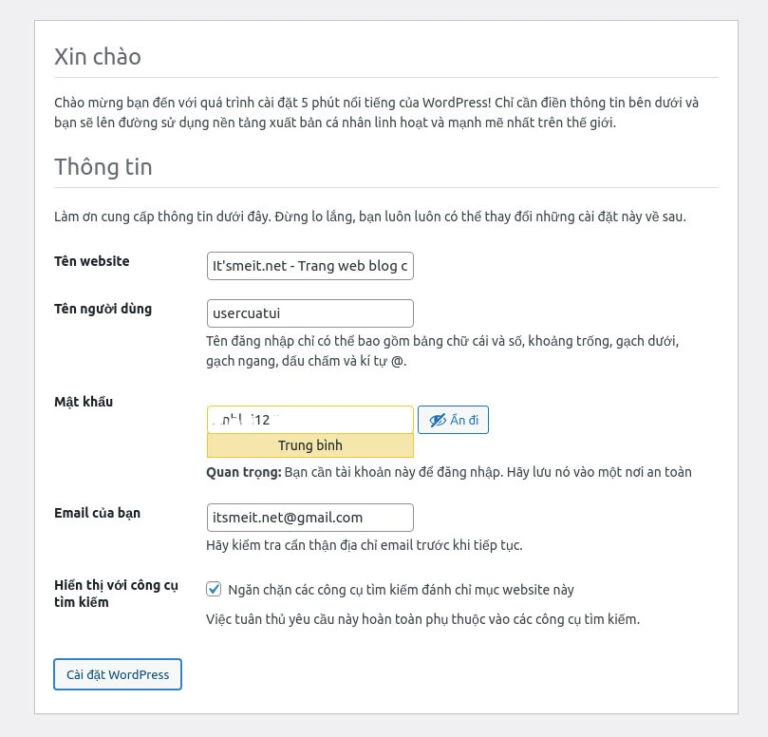 Xin chào
Chào mừng bạn đến với quá trình cài đặt 5 phút nổi tiếng của WordPress! Chỉ cần điền thông tin bên dưới và
bạn sẽ lên đường sử dụng nền tảng xuất bản cá nhân linh hoạt và mạnh mẽ nhất trên thế giới.
Thông tin
Làm ơn cung cấp thông tin dưới đây. Đừng lo lắng, bạn luôn luôn có thể thay đổi những cài đặt này về sau.
Tên website
It'smeit.net - Trang web blog c
Tên người dùng
usercuatui
Tên đăng nhập chỉ có thể bao gồm bảng chữ cái và số, khoảng trống, gạch dưới,
gạch ngang, dấu chấm và kí tự @.
Mật khẩu
12
Ẩn đi
Trung bình
Quan trọng: Bạn cần tài khoản này để đăng nhập. Hãy lưu nó vào một nơi an toàn
Email của bạn
itsmeit.net@gmail.com
Hãy kiểm tra cẩn thận địa chỉ email trước khi tiếp tục.
Hiển thị với công cụ
tìm kiếm
Ngăn chặn các công cụ tìm kiếm đánh chỉ mục website này
Việc tuân thủ yêu cầu này hoàn toàn phụ thuộc vào các công cụ tìm kiếm.
Cài đặt WordPress